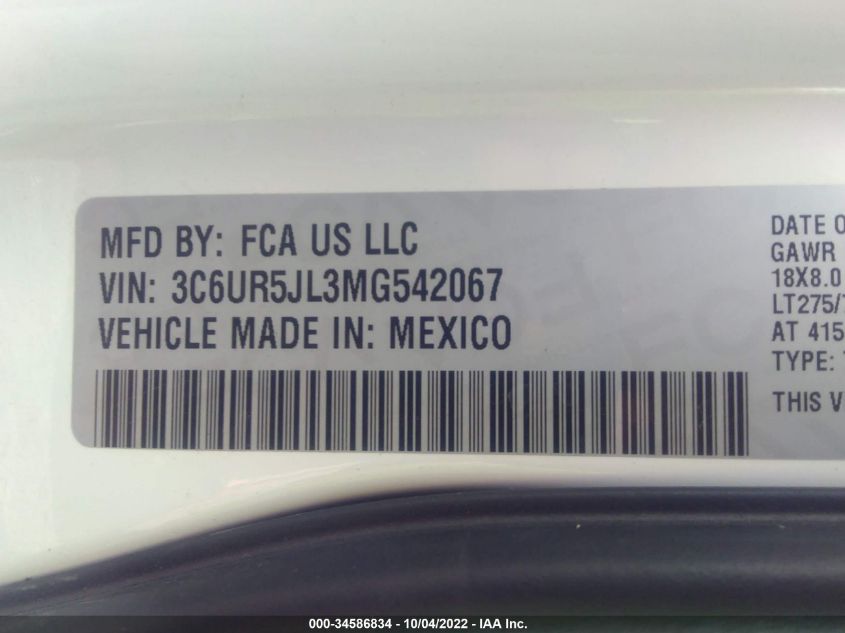 MFD BY: FCA US LLC
VIN: 3C6UR5JL3MG542067
VEHICLE MADE IN: MEXICO
DATE O
GAWR
18X8.0
LT275/7
AT 415
TYPE:
THIS V
000-34586834 - 10/04/2022 - IAA Inc.